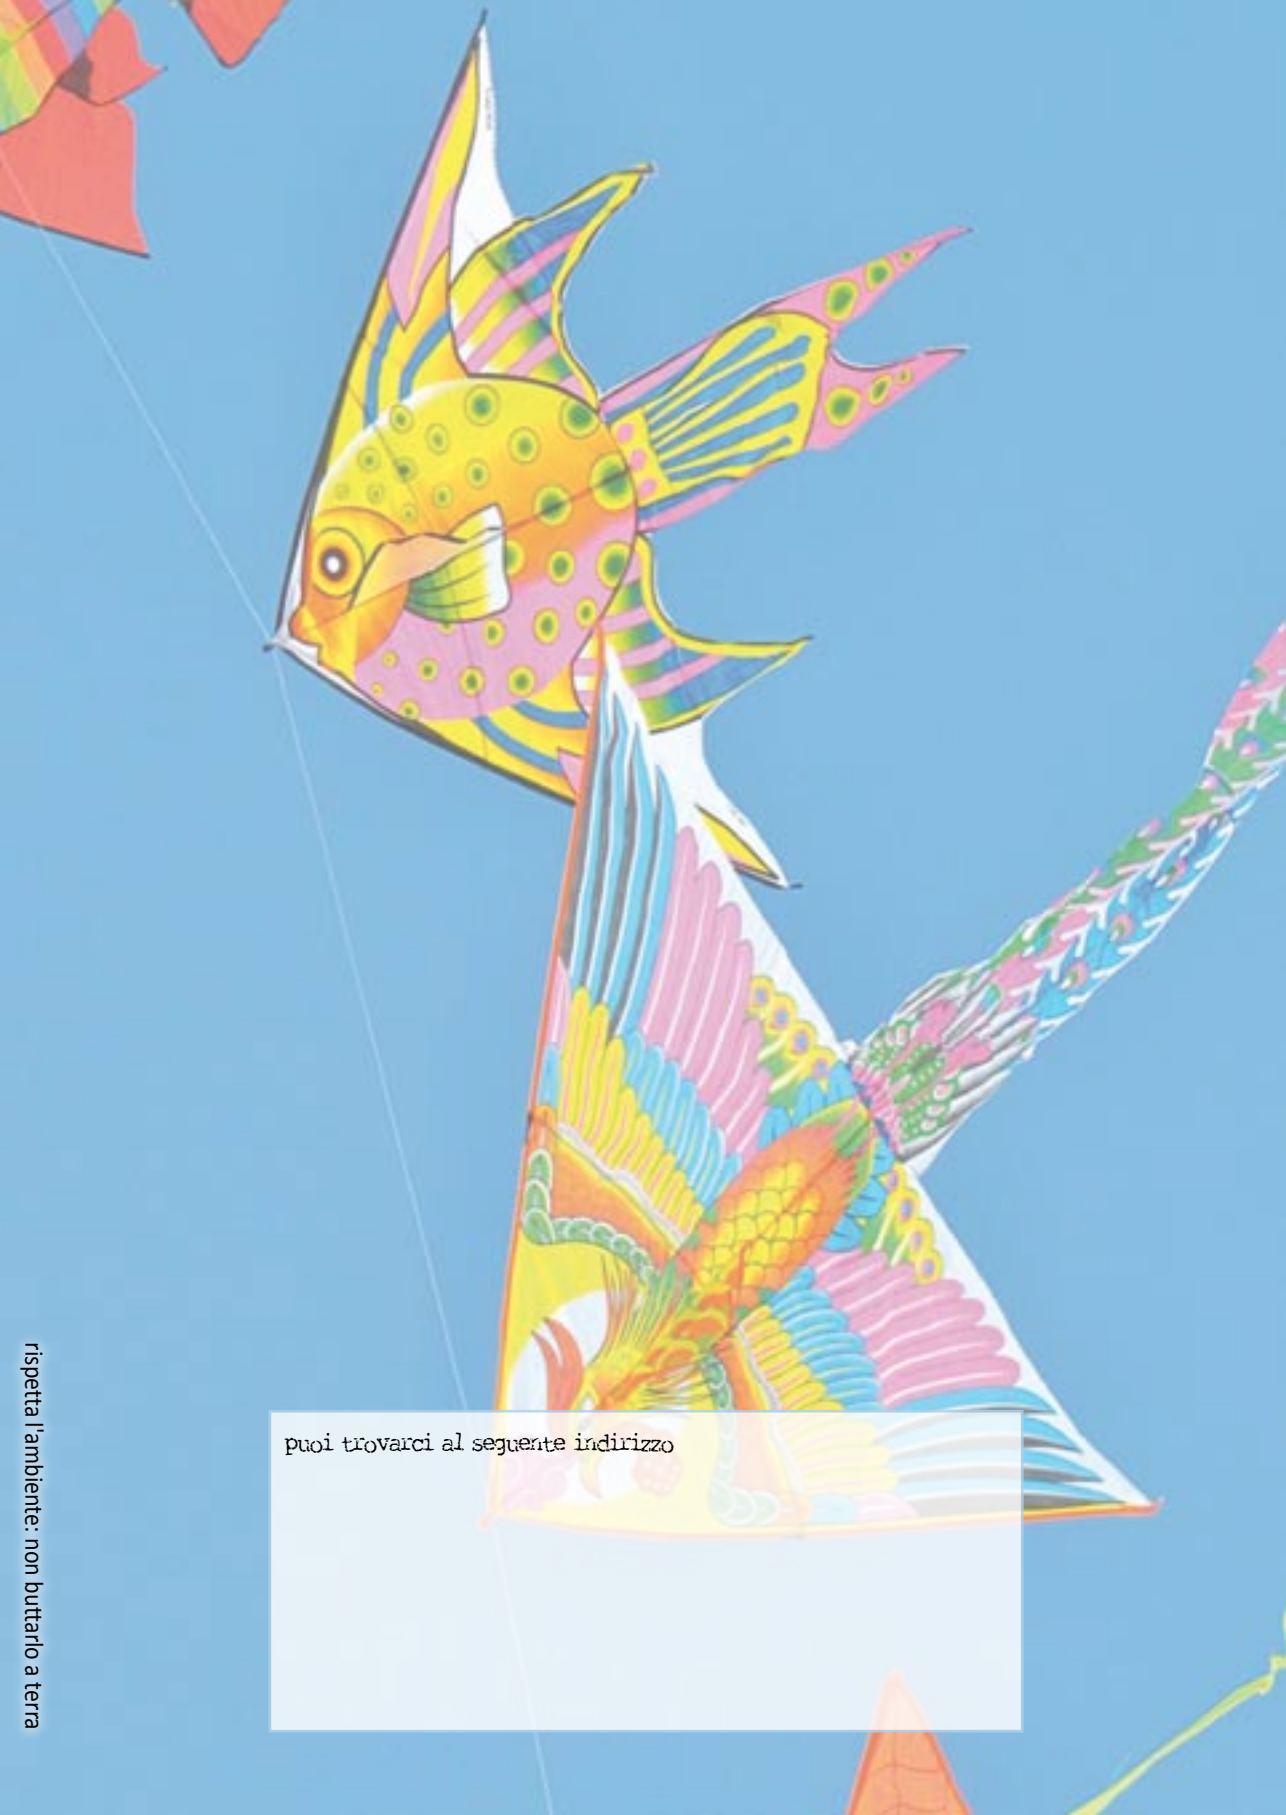 puoi trovarci al seguente indirizzo
rispetta l'ambiente: non buttarlo a terra